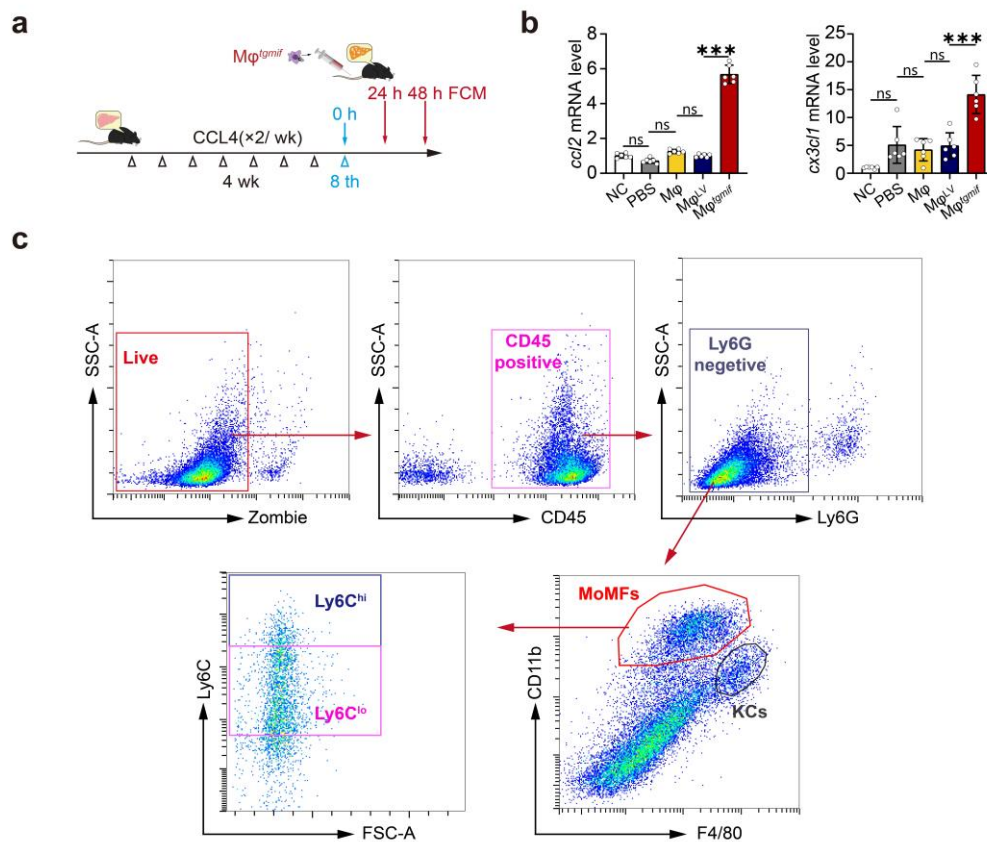 a
Mφtgmif
24 h 48 h FCM
0 h
CCL4(×2/ wk)
4 wk
8 th
b
ccl2 mRNA level
8
6
4
2
0
ns
ns
ns
***
NC
PBS
Mφ
MφLV
Mφtgmif
cx3cl1 mRNA level
25
20
15
10
5
0
ns
ns
ns
***
NC
PBS
Mφ
MφLV
Mφtgmif
c
SSC-A
Live
Zombie
SSC-A
CD45
positive
CD45
SSC-A
Ly6G
negetive
Ly6G
Ly6C
Ly6Chi
Ly6Clo
FSC-A
CD11b
MoMFs
KCs
F4/80